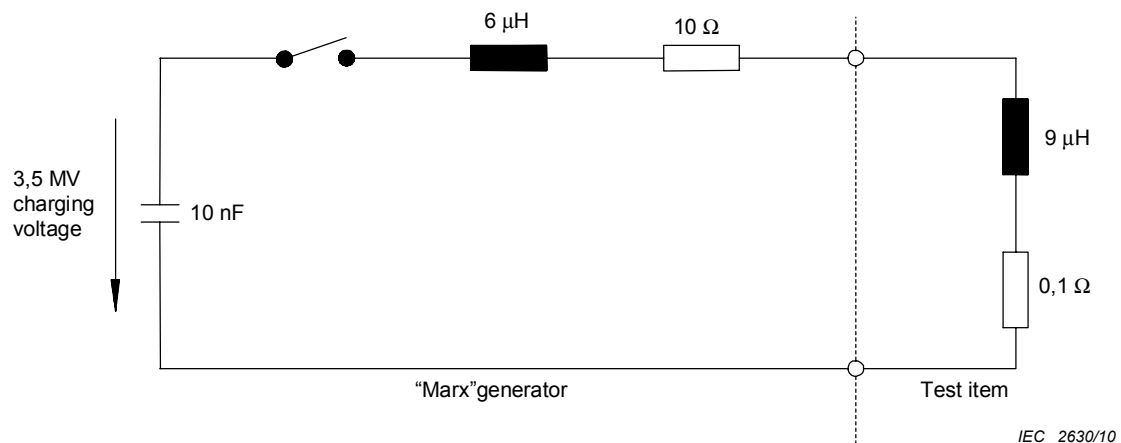 6 μH
10 Ω
3,5 MV
charging
voltage
10 nF
9 μH
0,1 Ω
“Marx”generator
Test item
IEC 2630/10